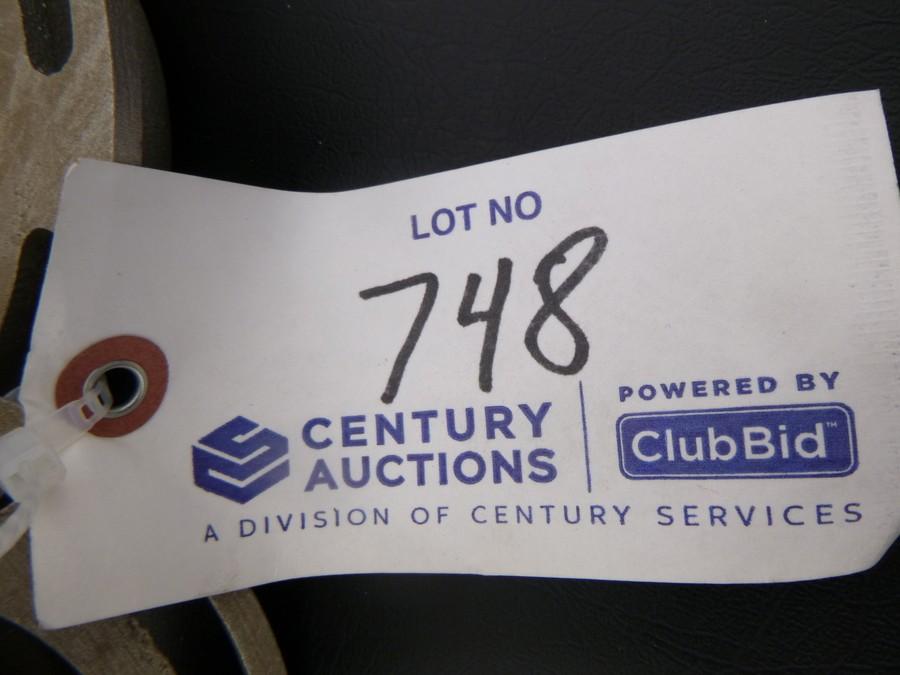 LOT NO
748
CENTURY
AUCTIONS
POWERED BY
ClubBid™
A DIVISION OF CENTURY SERVICES